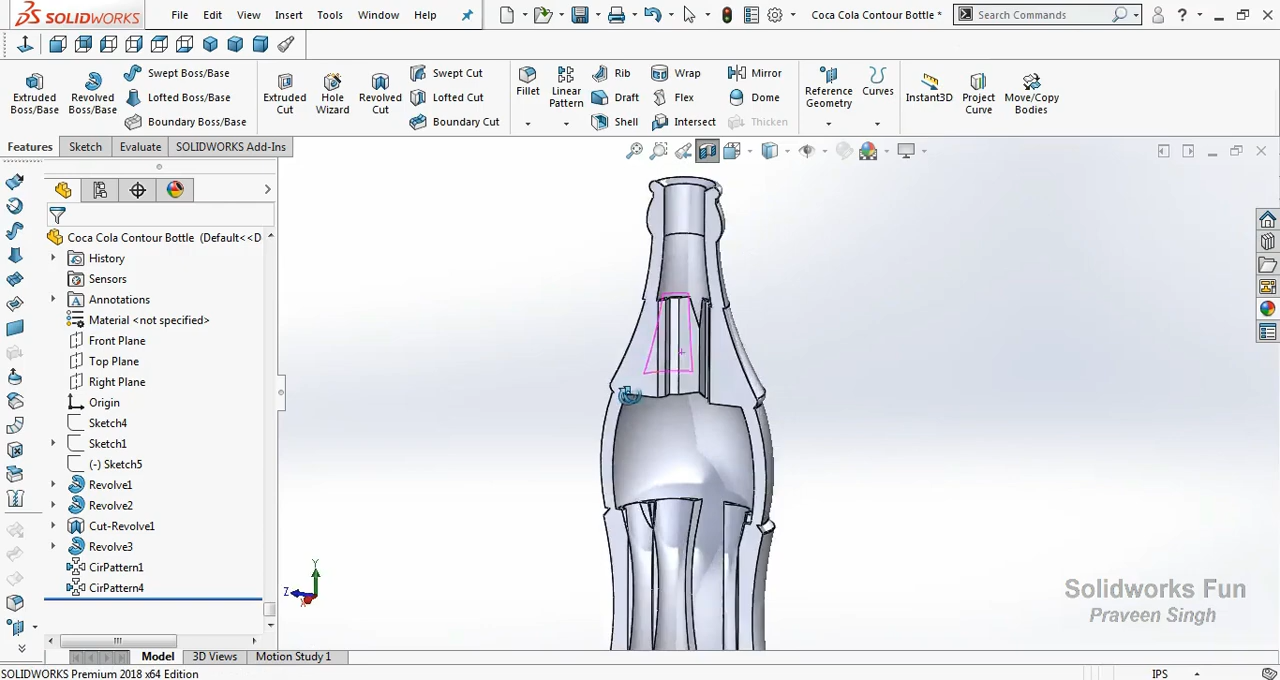 SOLIDWORKS
File Edit View Insert Tools Window Help
Coca Cola Contour Bottle *
Search Commands
Extruded Boss/Base
Revolved Boss/Base
Swept Boss/Base
Lofted Boss/Base
Boundary Boss/Base
Extruded Cut
Hole Wizard
Revolved Cut
Swept Cut
Lofted Cut
Boundary Cut
Fillet
Linear Pattern
Rib
Draft
Shell
Wrap
Flex
Intersect
Mirror
Dome
Thicken
Reference Geometry
Curves
Instant3D
Project Curve
Move/Copy Bodies
Features Sketch Evaluate SOLIDWORKS Add-Ins
Coca Cola Contour Bottle (Default<<D
History
Sensors
Annotations
Material <not specified>
Front Plane
Top Plane
Right Plane
Origin
Sketch4
Sketch1
(-) Sketch5
Revolve1
Revolve2
Cut-Revolve1
Revolve3
CirPattern1
CirPattern4
Y
Z
X
Solidworks Fun
Praveen Singh
Model 3D Views Motion Study 1
SOLIDWORKS Premium 2018 x64 Edition
IPS